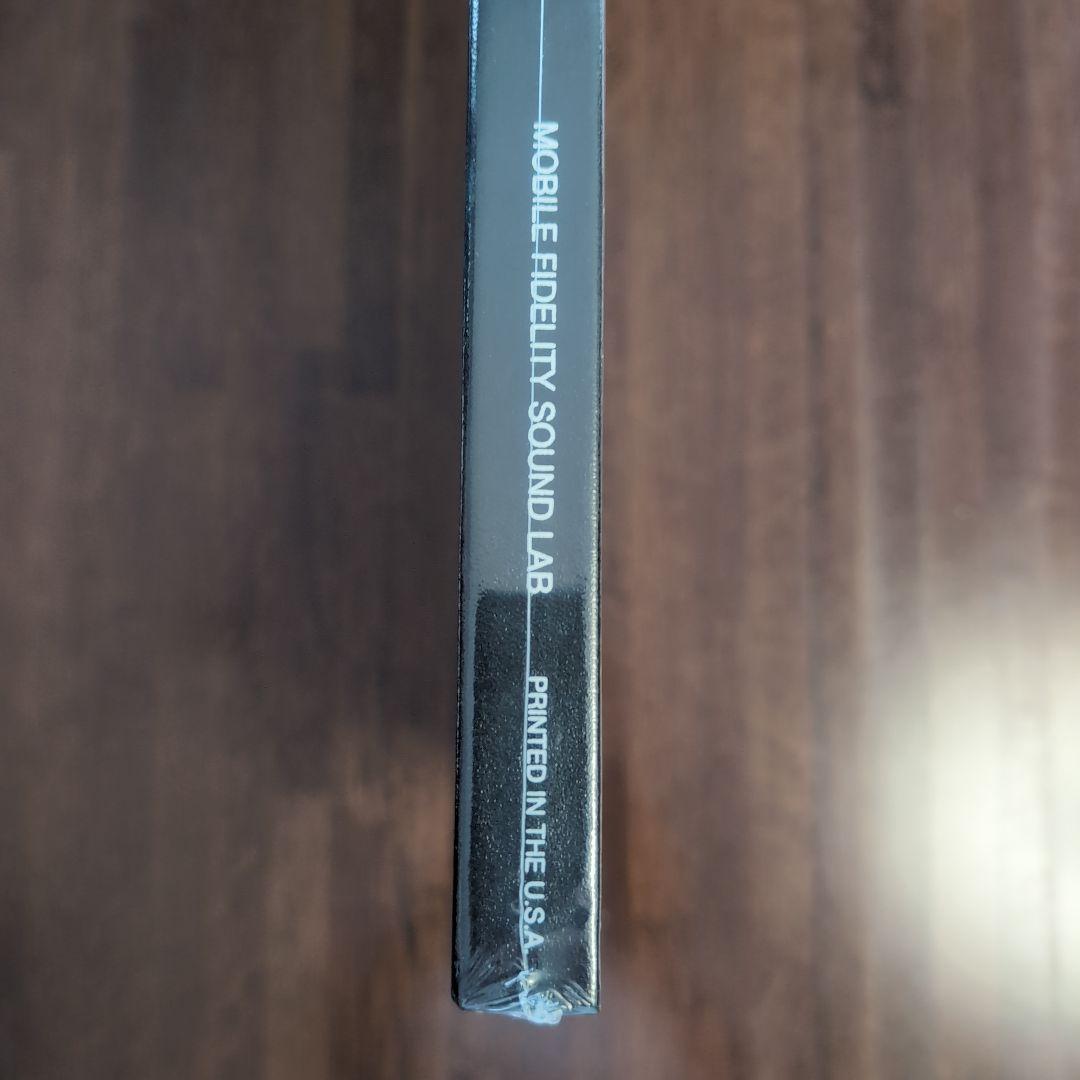 MOBILE FIDELITY SOUND LAB
PRINTED IN THE U.S.A